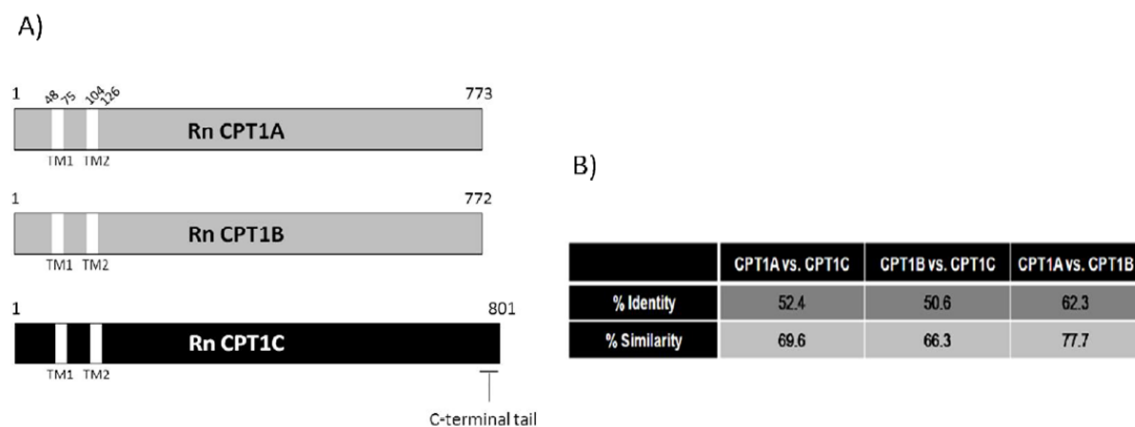 A)
1 48 75 104 126 773
Rn CPT1A
TM1 TM2
1 772
Rn CPT1B
TM1 TM2
1 801
Rn CPT1C
TM1 TM2
C-terminal tail
B)
CPT1A vs. CPT1C CPT1B vs. CPT1C CPT1A vs. CPT1B
% Identity 52.4 50.6 62.3
% Similarity 69.6 66.3 77.7